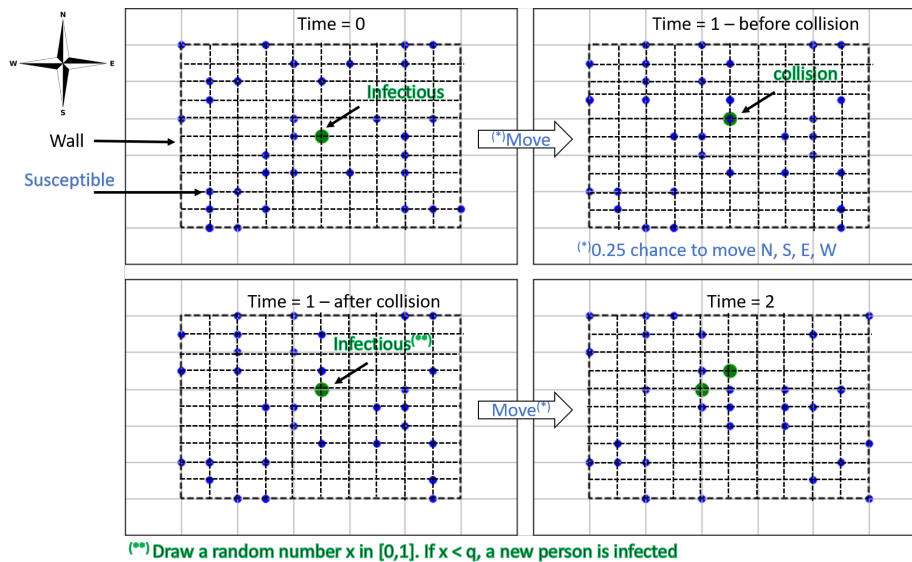 N
W E
S
Time = 0
Infectious
Wall
Susceptible
(*)Move
Time = 1 – before collision
collision
(*)0.25 chance to move N, S, E, W
Time = 1 – after collision
Infectious(**)
Move(*)
Time = 2
(**) Draw a random number x in [0,1]. If x < q, a new person is infected